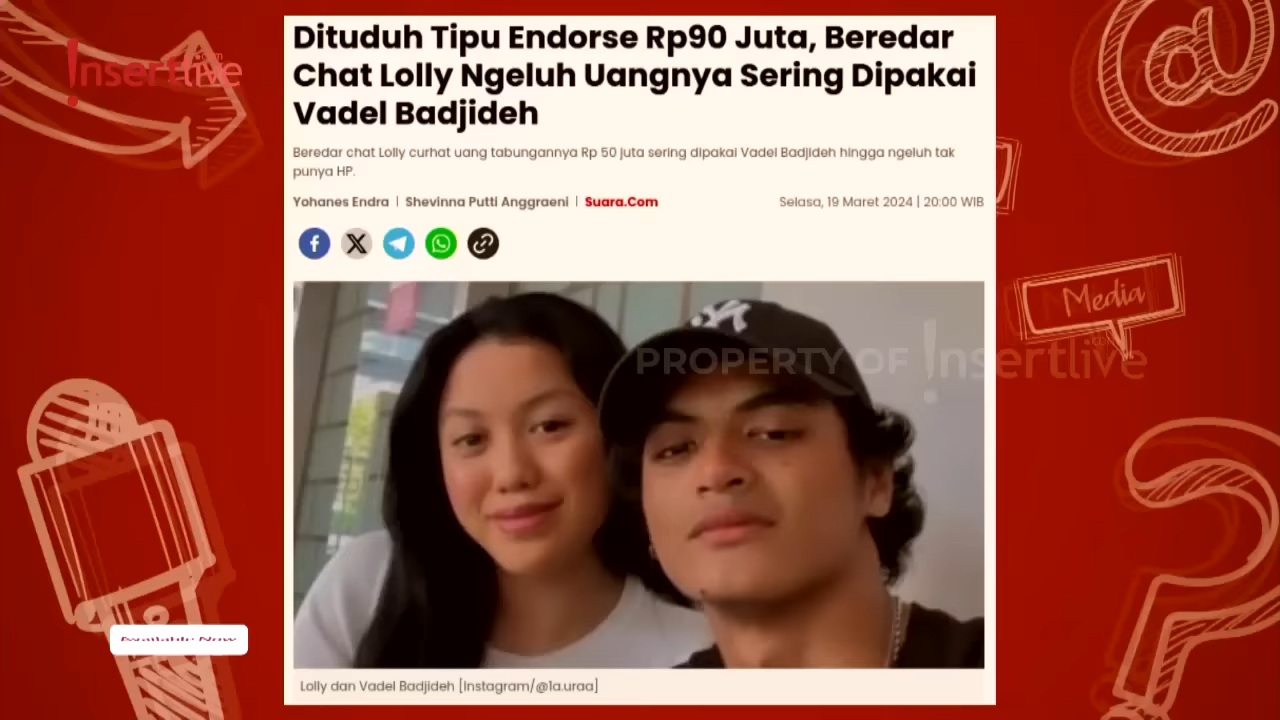 Dituduh Tipu Endorse Rp90 Juta, Beredar
Chat Lolly Ngeluh Uangnya Sering Dipakai
Vadel Badjideh
Insertlive.com
Beredar chat Lolly curhat uang tabungannya Rp 50 juta sering dipakai Vadel Badjideh hingga ngeluh tak
punya HP.
Yohanes Endra | Shevinna Putti Anggraeni | Suara.Com
Selasa, 19 Maret 2024 | 20:00 WIB
Media
PROPERTY OF Insertlive.com
Lolly dan Vadel Badjideh [Instagram/@1a.uraa]